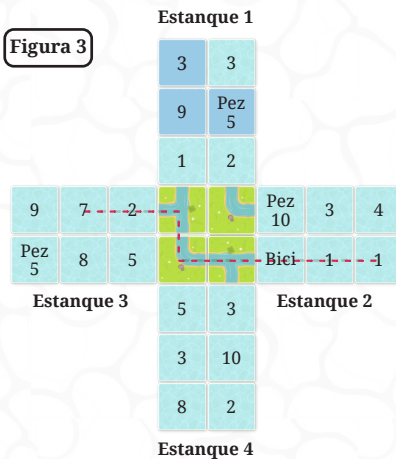 Estanque 1
Figura 3
3 3
9 Pez 5
1 2
9 7 2 Pez 10 3 4
Pez 5 8 5 Bici 1 1
Estanque 3
Estanque 2
5 3
3 10
8 2
Estanque 4